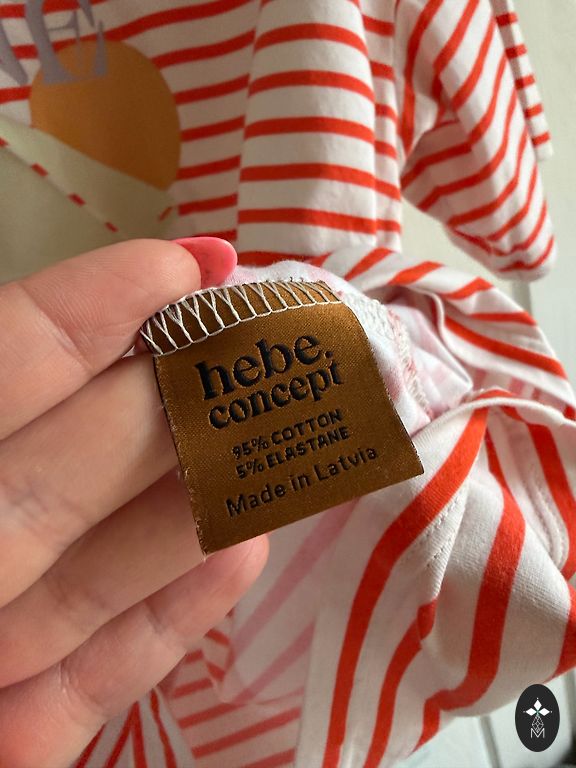 hebe.
concept
95% COTTON
5% ELASTANE
Made in Latvia